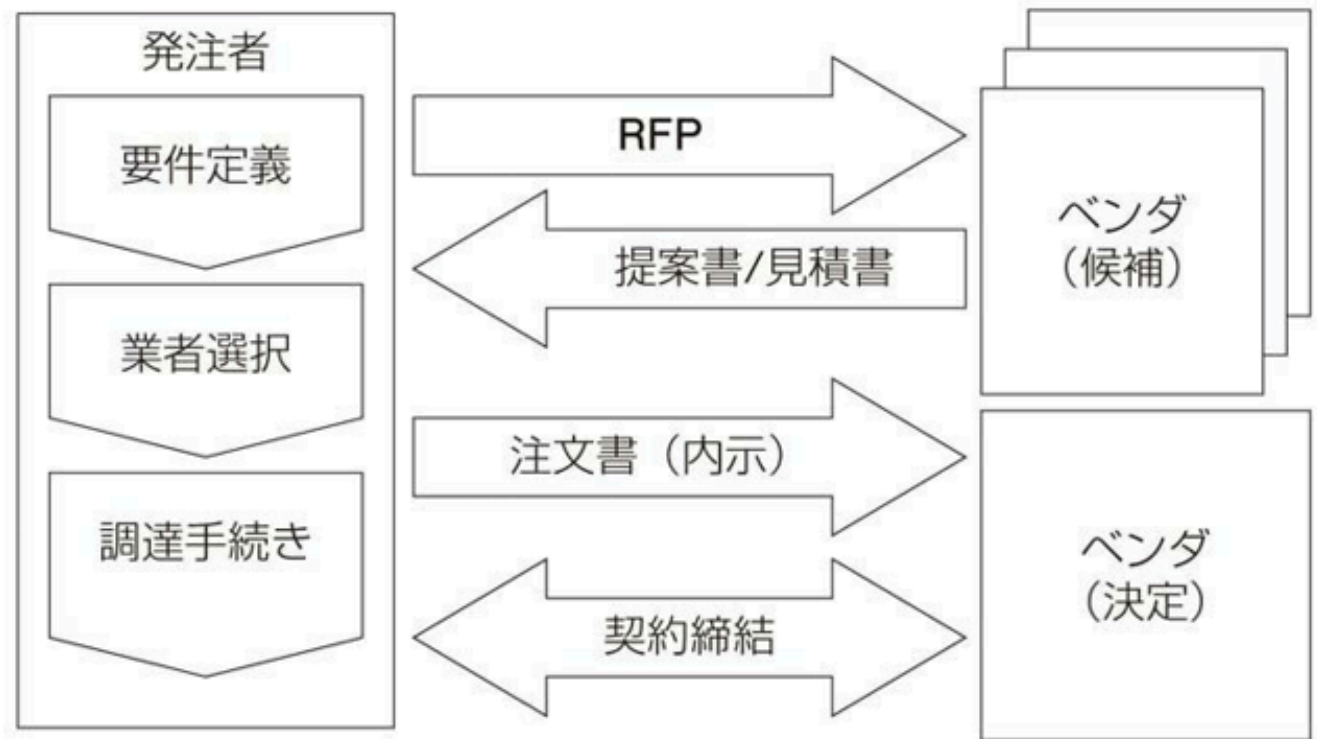 発注者
要件定義
業者選択
調達手続き
RFP
提案書/見積書
注文書（内示）
契約締結
ベンダ
（候補）
ベンダ
（決定）